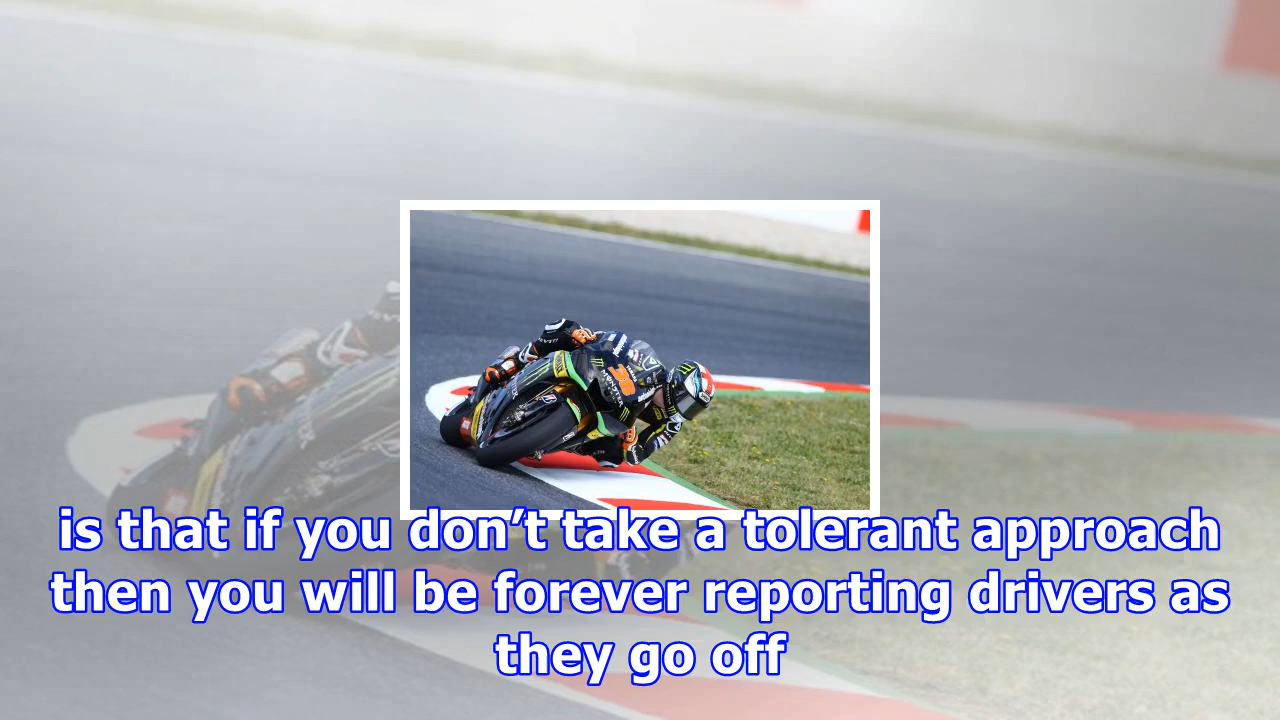 is that if you don’t take a tolerant approach
then you will be forever reporting drivers as
they go off